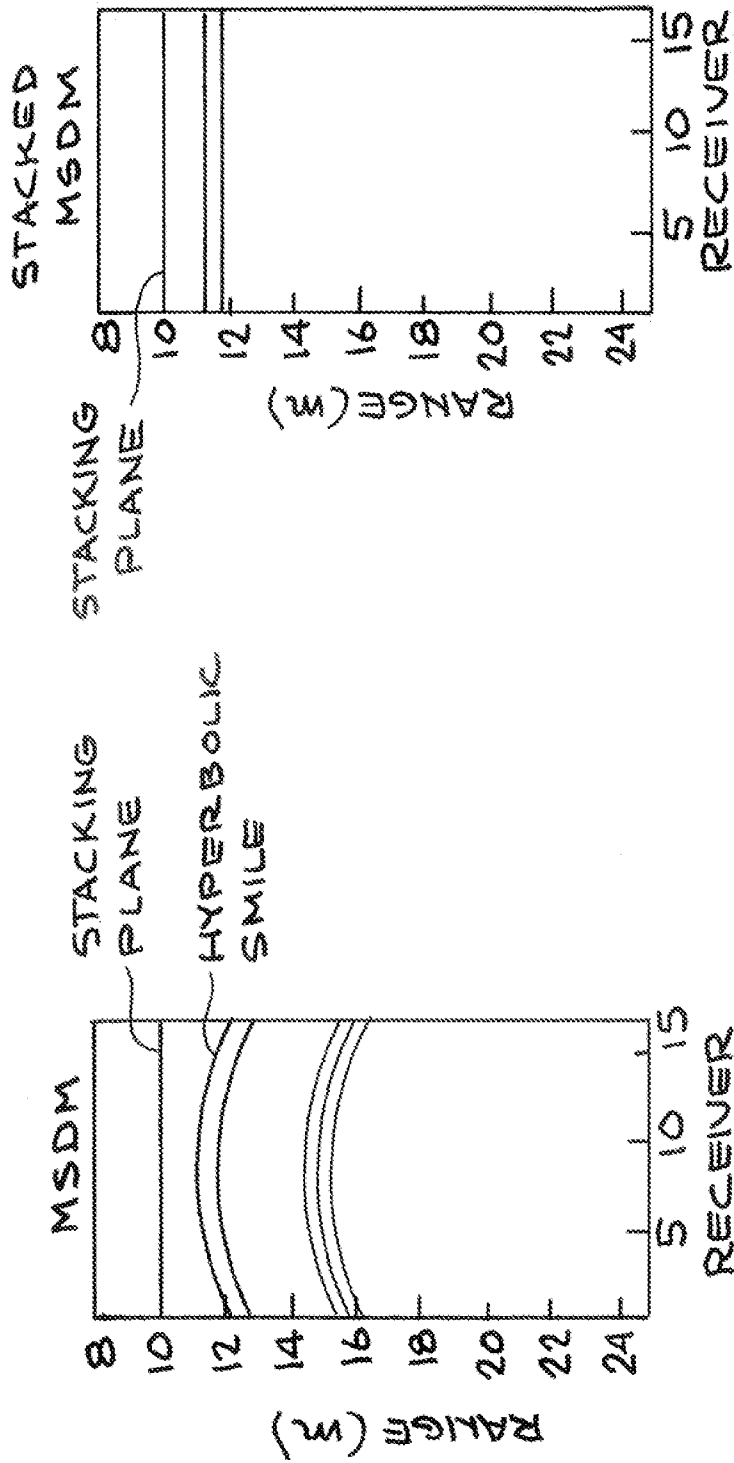 MSDM
STACKING
PLANE
HYPERBOLIC
SMILE
RANGE (m)
8
10
12
14
16
18
20
22
24
5
10
15
RECEIVER
STACKED
MSDM
STACKING
PLANE
RANGE (m)
8
10
12
14
16
18
20
22
24
5
10
15
RECEIVER